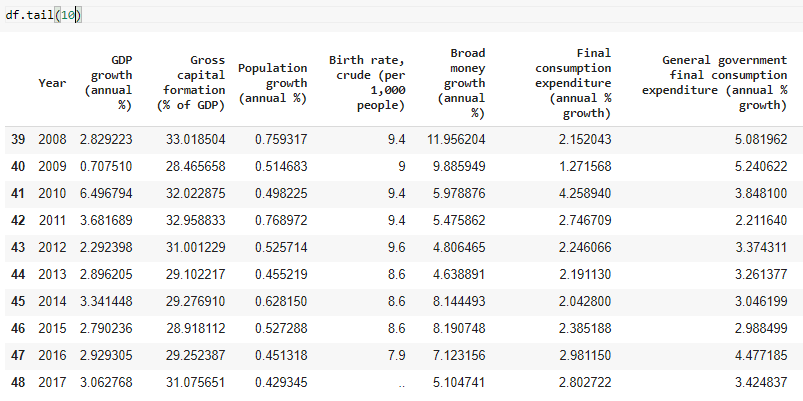 df.tail(10)
Year GDP growth (annual %) Gross capital formation (% of GDP) Population growth (annual %) Birth rate, crude (per 1,000 people) Broad money growth (annual %) Final consumption expenditure (annual % growth) General government final consumption expenditure (annual % growth)
39 2008 2.829223 33.018504 0.759317 9.4 11.956204 2.152043 5.081962
40 2009 0.707510 28.465658 0.514683 9 9.885949 1.271568 5.240622
41 2010 6.496794 32.022875 0.498225 9.4 5.978876 4.258940 3.848100
42 2011 3.681689 32.958833 0.768972 9.4 5.475862 2.746709 2.211640
43 2012 2.292398 31.001229 0.525714 9.6 4.806465 2.246066 3.374311
44 2013 2.896205 29.102217 0.455219 8.6 4.638891 2.191130 3.261377
45 2014 3.341448 29.276910 0.628150 8.6 8.144493 2.042800 3.046199
46 2015 2.790236 28.918112 0.527288 8.6 8.190748 2.385188 2.988499
47 2016 2.929305 29.252387 0.451318 7.9 7.123156 2.981150 4.477185
48 2017 3.062768 31.075651 0.429345 .. 5.104741 2.802722 3.424837